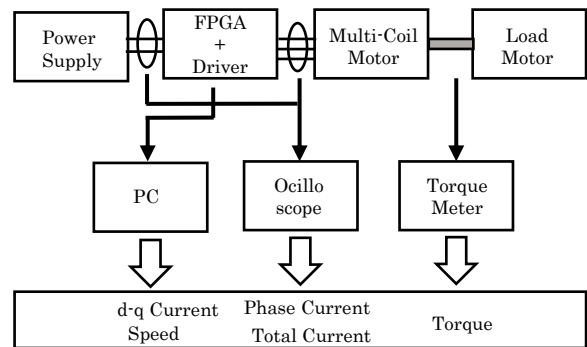 Power
Supply
FPGA
+
Driver
Multi-Coil
Motor
Load
Motor
PC
Ocillo
scope
Torque
Meter
d-q Current
Speed
Phase Current
Total Current
Torque